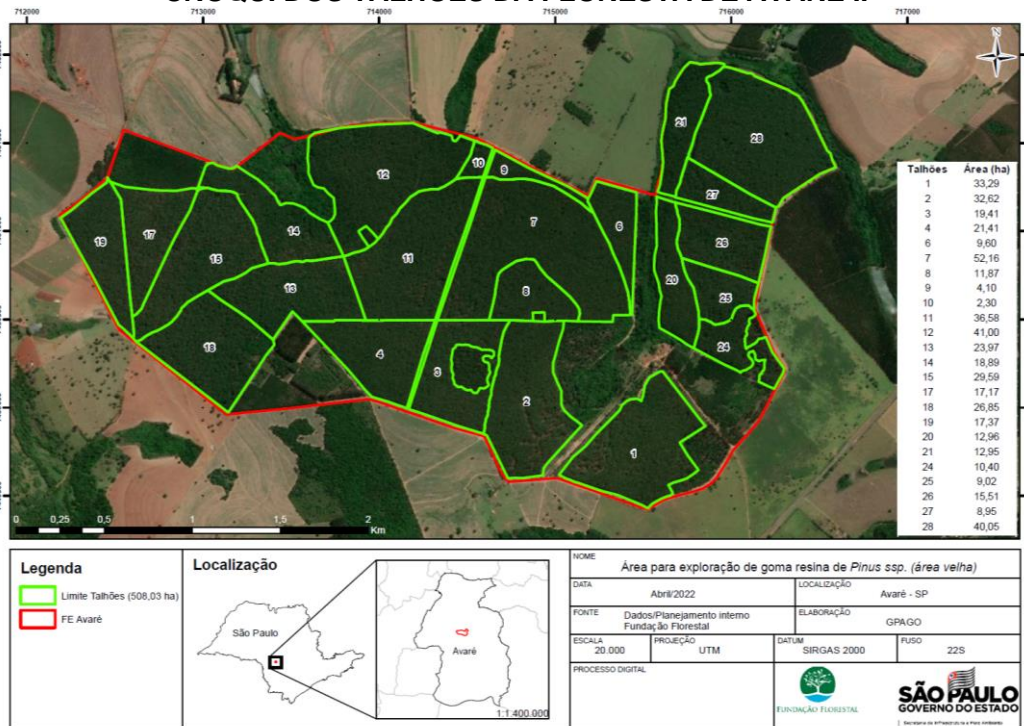 712000 713000 714000 715000 716000 717000
N
21
28
10
9
12
27
7
6
14
19
17
26
15
11
20
13
8
25
18
4
24
3
2
1
Talhões Área (ha)
1 33,29
2 32,62
3 19,41
4 21,41
6 9,60
7 52,16
8 11,87
9 4,10
10 2,30
11 36,58
12 41,00
13 23,97
14 18,89
15 29,59
17 17,17
18 26,85
19 17,37
20 12,96
21 12,95
24 10,40
25 9,02
26 15,51
27 8,95
28 40,05
0 0,25 0,5 1 1,5 2
Km
Legenda
Limite Talhões (508,03 ha)
FE Avaré
Localização
São Paulo
Avaré
1:1.400.000
NOME
Área para exploração de goma resina de Pinus ssp. (área velha)
DATA
Abril/2022
LOCALIZAÇÃO
Avaré - SP
FONTE
Dados/Planejamento interno
Fundação Florestal
ELABORAÇÃO
GPAGO
ESCALA
20.000
PROJEÇÃO
UTM
DATUM
SIRGAS 2000
FUSO
22S
PROCESSO DIGITAL
FUNDAÇÃO FLORESTAL
SÃO PAULO
GOVERNO DO ESTADO